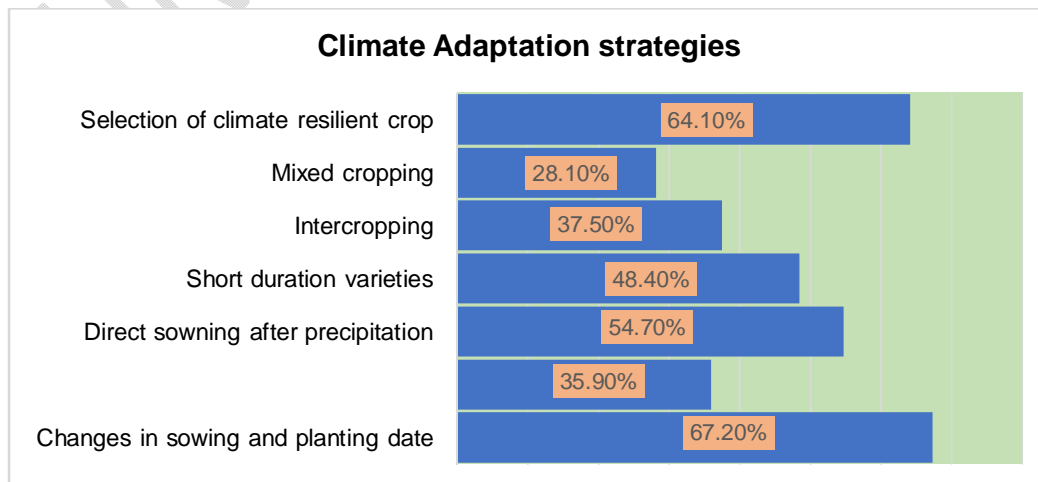 Climate Adaptation strategies
Selection of climate resilient crop
64.10%
Mixed cropping
28.10%
Intercropping
37.50%
Short duration varieties
48.40%
Direct sowning after precipitation
54.70%
35.90%
Changes in sowing and planting date
67.20%